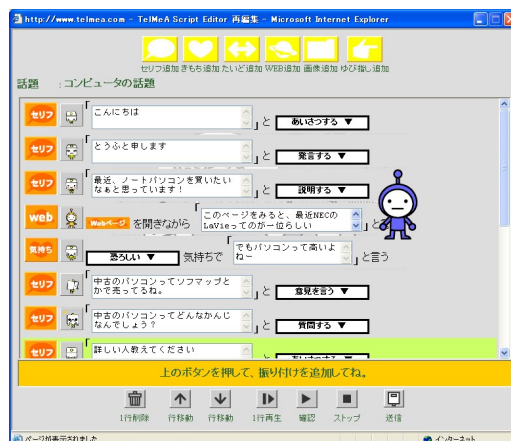 http://www.telmea.com - TelMeA Script Editor 再編集 - Microsoft Internet Explorer
セリフ追加 きもち追加 たいど追加 WEB追加 画像追加 ゆび指し追加
話題 :コンピュータの話題
セリフ 「こんにちは 」と あいさつする ▼
セリフ 「とうふと申します 」と 発言する ▼
セリフ 「最近、ノートパソコンを買いたい
なぁと思っています! 」と 説明する ▼
web Webページ を開きながら 「このページをみると、最近NECの
LaVieってのが一位らしい 」と
気持ち 恐ろしい ▼ 気持ちで 「でもパソコンって高いよ
ねー 」と言う
セリフ 「中古のパソコンってソフマップと
かで売ってるね。 」と 意見を言う ▼
セリフ 「中古のパソコンってどんなかんじ
なんでしょう? 」と 質問する ▼
セリフ 「詳しい人教えてください
上のボタンを押して、振り付けを追加してね。
1行削除 行移動 行移動 1行再生 確認 ストップ 送信
ページが表示されました インターネット